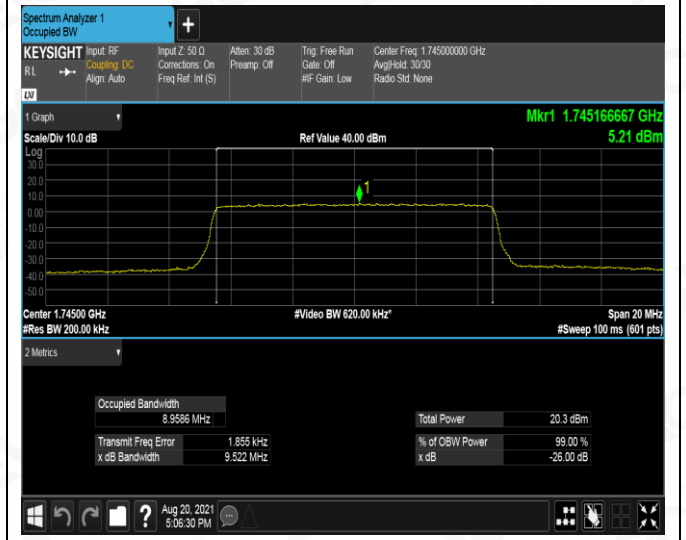 Spectrum Analyzer 1
Occupied BW
+
KEYSIGHT Input: RF Input Z: 50 Ω Atten: 30 dB Trig: Free Run Center Freq: 1.745000000 GHz
RL Coupling: DC Corrections: On Preamp: Off Gate: Off Avg|Hold: 30/30
Align: Auto Freq Ref: Int (S) #IF Gain: Low Radio Std: None
LXI
1 Graph Mkr1 1.745166667 GHz
Scale/Div 10.0 dB Ref Value 40.00 dBm 5.21 dBm
Log
30.0
20.0
1
10.0
0.00
-10.0
-20.0
-30.0
-40.0
-50.0
Center 1.74500 GHz #Video BW 620.00 kHz* Span 20 MHz
#Res BW 200.00 kHz #Sweep 100 ms (601 pts)
2 Metrics
Occupied Bandwidth
8.9586 MHz Total Power 20.3 dBm
Transmit Freq Error 1.855 kHz % of OBW Power 99.00 %
x dB Bandwidth 9.522 MHz x dB -26.00 dB
? Aug 20, 2021
5:06:30 PM